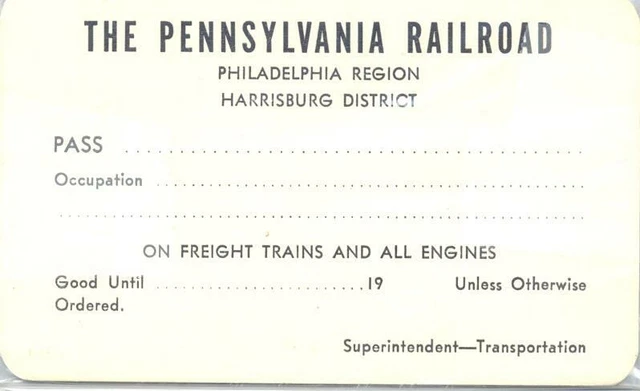 THE PENNSYLVANIA RAILROAD
PHILADELPHIA REGION
HARRISBURG DISTRICT
PASS ........................................
Occupation ........................................
........................................
ON FREIGHT TRAINS AND ALL ENGINES
Good Until ........................19 Unless Otherwise
Ordered.
Superintendent—Transportation